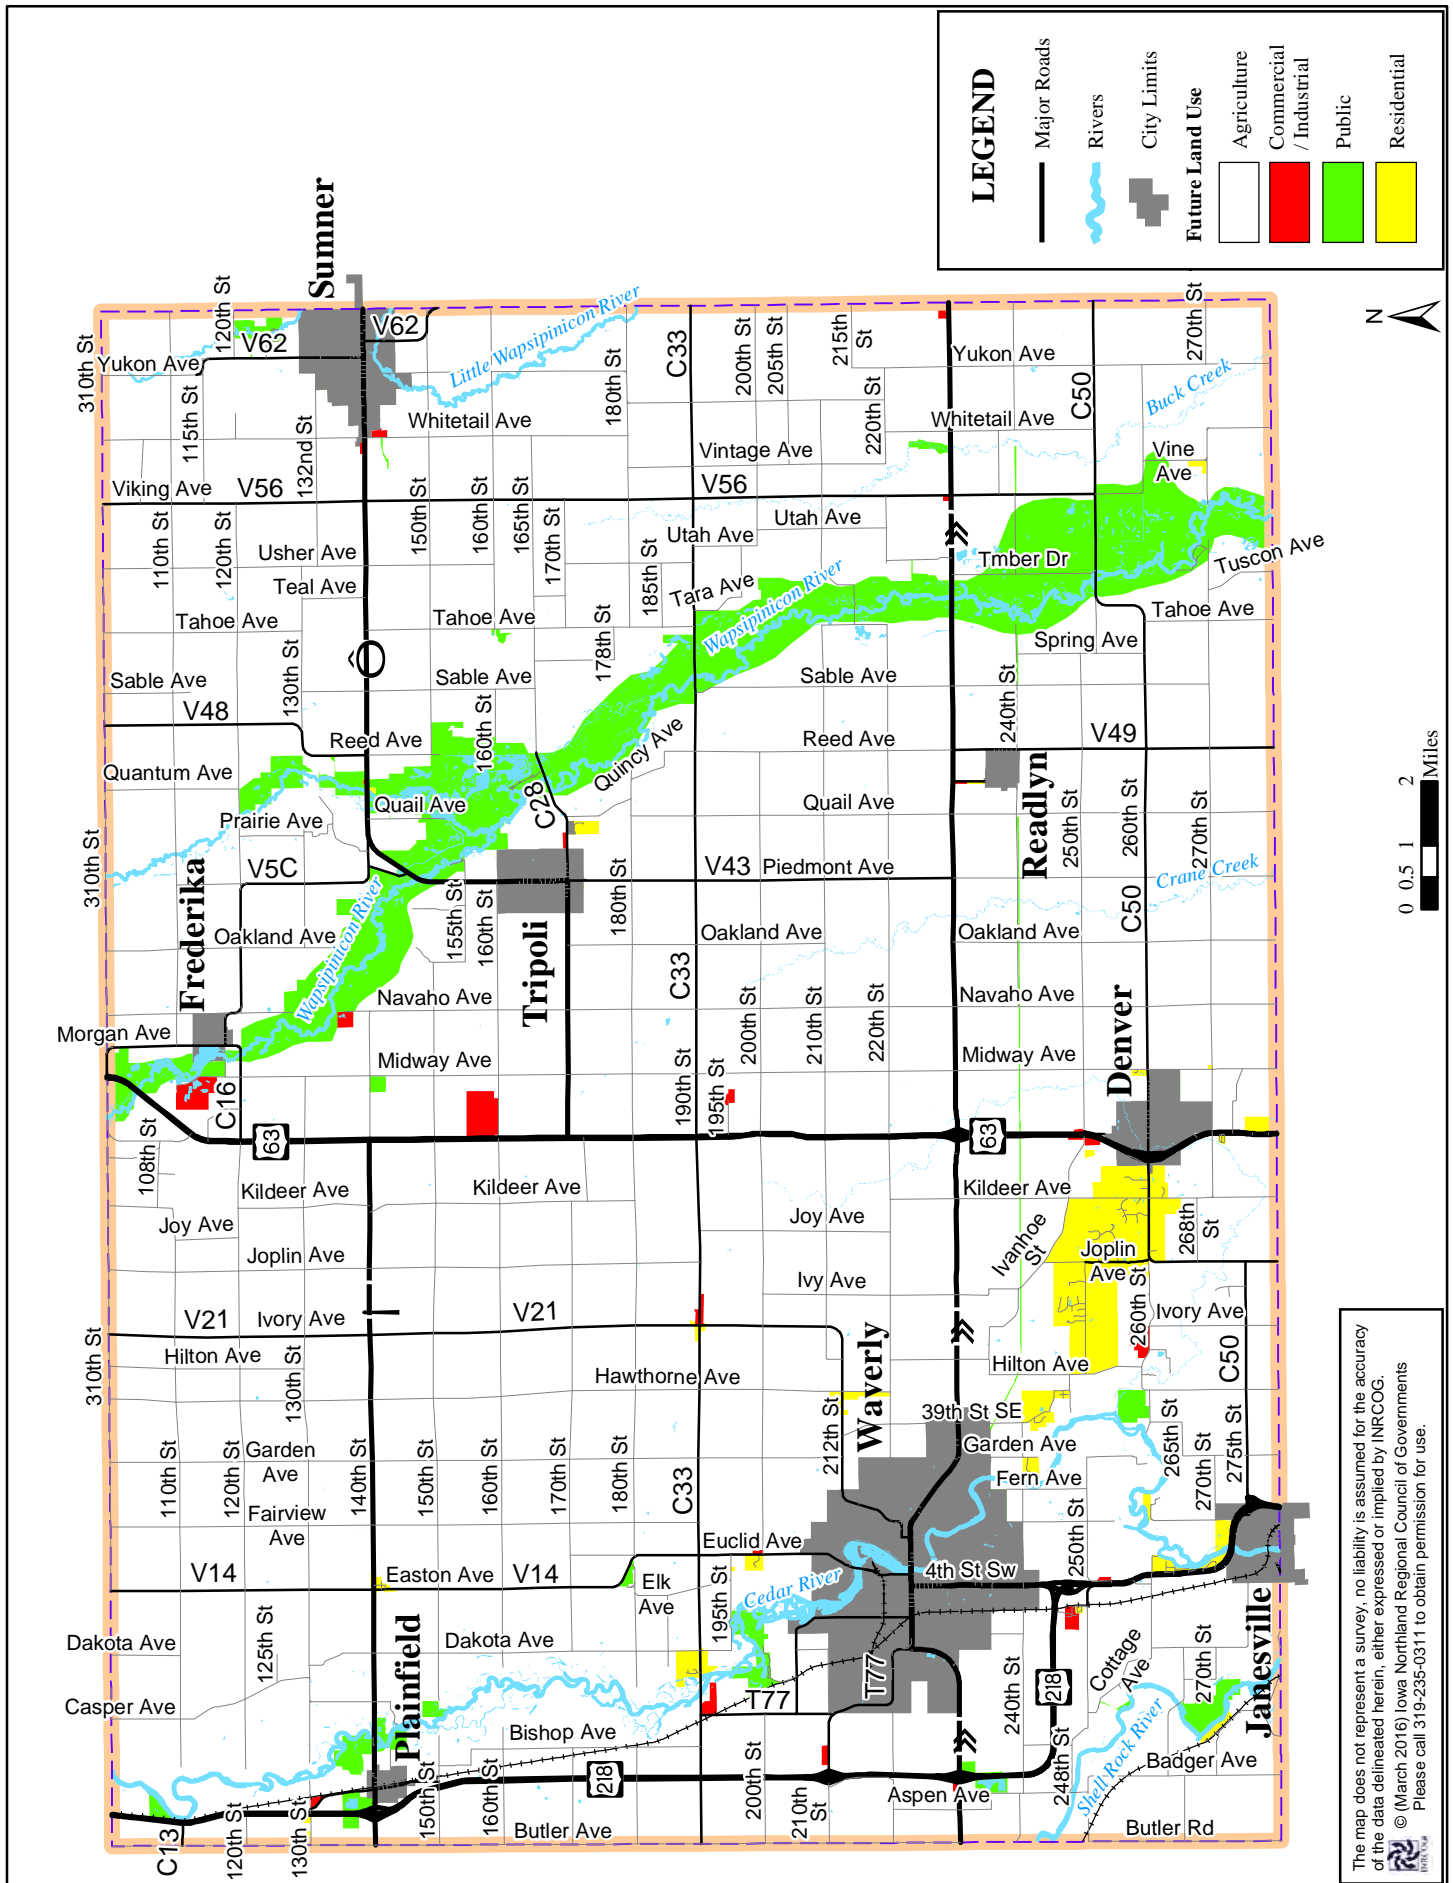 LEGEND
Major Roads
Rivers
City Limits
Future Land Use
Agriculture
Commercial
/ Industrial
Public
Residential
Sumner
Frederika
Tripoli
Readlyn
Denver
Waverly
Plainfield
Janesville
310th St
Yukon Ave
120th St
V62
V62
115th St
132nd St
Whitetail Ave
Little Wapsipinicon River
180th St
C33
200th St
205th St
215th
St
220th St
Yukon Ave
Whitetail Ave
C50
270th St
Buck Creek
Vine
Ave
Viking Ave
V56
110th St
120th St
Usher Ave
Teal Ave
150th St
160th St
165th St
170th St
Vintage Ave
V56
Utah Ave
Utah Ave
185th St
Tara Ave
Wapsipinicon River
Tmber Dr
Tuscon Ave
Tahoe Ave
Tahoe Ave
Tahoe Ave
178th St
Spring Ave
130th St
Sable Ave
Sable Ave
Sable Ave
V48
Reed Ave
160th St
Quincy Ave
Reed Ave
240th St
V49
Quantum Ave
Quail Ave
C28
Quail Ave
Prairie Ave
310th St
V5C
155th St
160th St
180th St
V43
Piedmont Ave
250th St
260th St
270th St
Crane Creek
C50
Oakland Ave
Wapsipinicon River
Oakland Ave
Oakland Ave
C33
Navaho Ave
200th St
210th St
220th St
Navaho Ave
Morgan Ave
Midway Ave
Midway Ave
190th St
195th St
C16
108th St
63
63
Kildeer Ave
Kildeer Ave
Kildeer Ave
Joy Ave
Joy Ave
Joplin Ave
Ivanhoe
St
Joplin
Ave
268th
St
Ivy Ave
V21
Ivory Ave
V21
260th St
Ivory Ave
Hilton Ave
310th St
130th St
Hawthorne Ave
Hilton Ave
C50
212th St
39th St SE
110th St
120th St
Garden
Ave
140th St
150th St
160th St
170th St
180th St
C33
Garden Ave
Fern Ave
265th St
270th St
275th St
Fairview
Ave
Euclid Ave
250th St
V14
Easton Ave
V14
Elk
Ave
195th St
Cedar River
4th St Sw
Dakota Ave
125th St
Dakota Ave
Casper Ave
Bishop Ave
T77
T77
240th St
218
Cottage
Ave
270th St
Shell Rock River
Badger Ave
C13
120th St
130th St
150th St
160th St
218
Butler Ave
200th St
210th
St
Aspen Ave
248th St
Butler Rd
N
0 0.5 1 2
Miles
The map does not represent a survey, no liability is assumed for the accuracy
of the data delineated herein, either expressed or implied by INRCOG.
© (March 2016) Iowa Northland Regional Council of Governments
Please call 319-235-0311 to obtain permission for use.
INRCOG